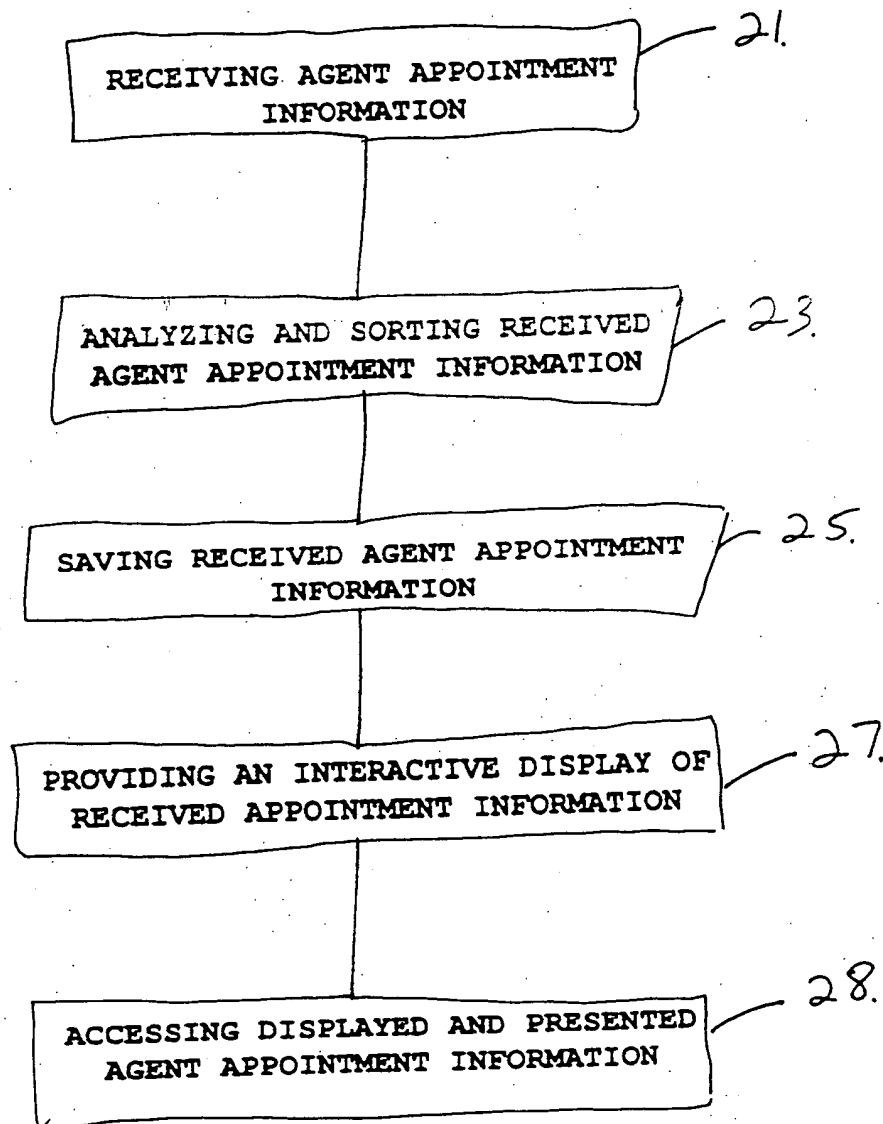 21.
RECEIVING AGENT APPOINTMENT
INFORMATION
23.
ANALYZING AND SORTING RECEIVED
AGENT APPOINTMENT INFORMATION
25.
SAVING RECEIVED AGENT APPOINTMENT
INFORMATION
27.
PROVIDING AN INTERACTIVE DISPLAY OF
RECEIVED APPOINTMENT INFORMATION
28.
ACCESSING DISPLAYED AND PRESENTED
AGENT APPOINTMENT INFORMATION